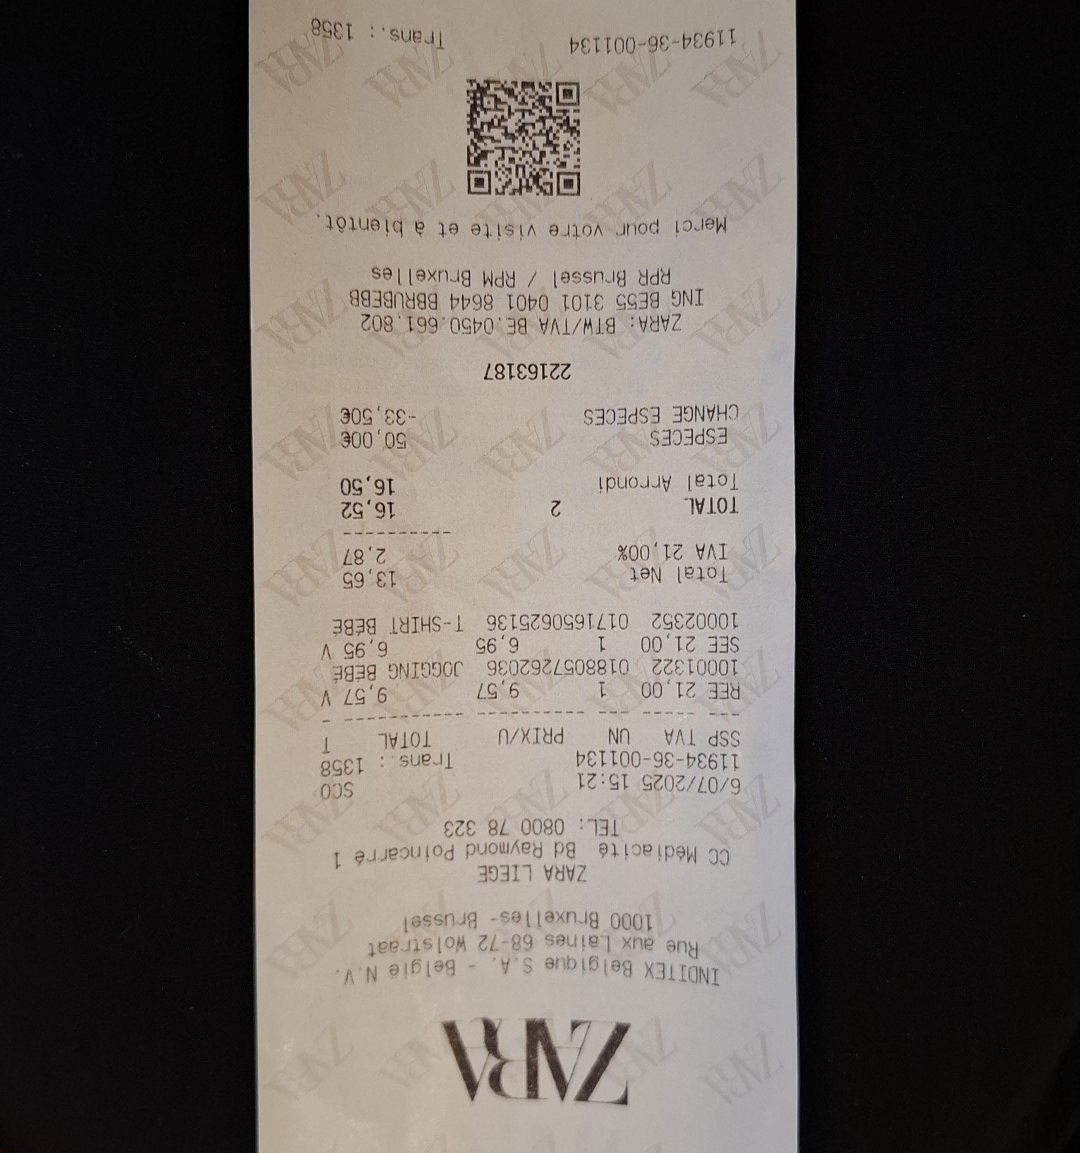 ZARA
INDITEX Belgique S.A. - Belgie N.V.
Rue aux Laines 68-72 Wolstraat
1000 Bruxelles- Brussel
ZARA LIEGE
CC Médiacité Bd Raymond Poincarré 1
TEL: 0800 78 323
6/07/2025 15:21 SCO
11934-36-001134 Trans.: 1358
SSP TVA UN PRIX/U TOTAL T
--- ----- --- ---------- ---------- -
REE 21,00 1 9,57 9,57 V
10001322 0188057262036 JOGGING BÉBÉ
SEE 21,00 1 6,95 6,95 V
10002352 0171650625136 T-SHIRT BÉBÉ
Total Net 13,65
IVA 21,00% 2,87
----------
TOTAL 2 16,52
Total Arrondi 16,50
ESPECES 50,00€
CHANGE ESPECES -33,50€
22163187
ZARA: BTW/TVA BE.0450.661.802
ING BE55 3101 0401 8644 BBRUBEBB
RPR Brussel / RPM Bruxelles
Merci pour votre visite et à bientôt.
11934-36-001134 Trans.: 1358